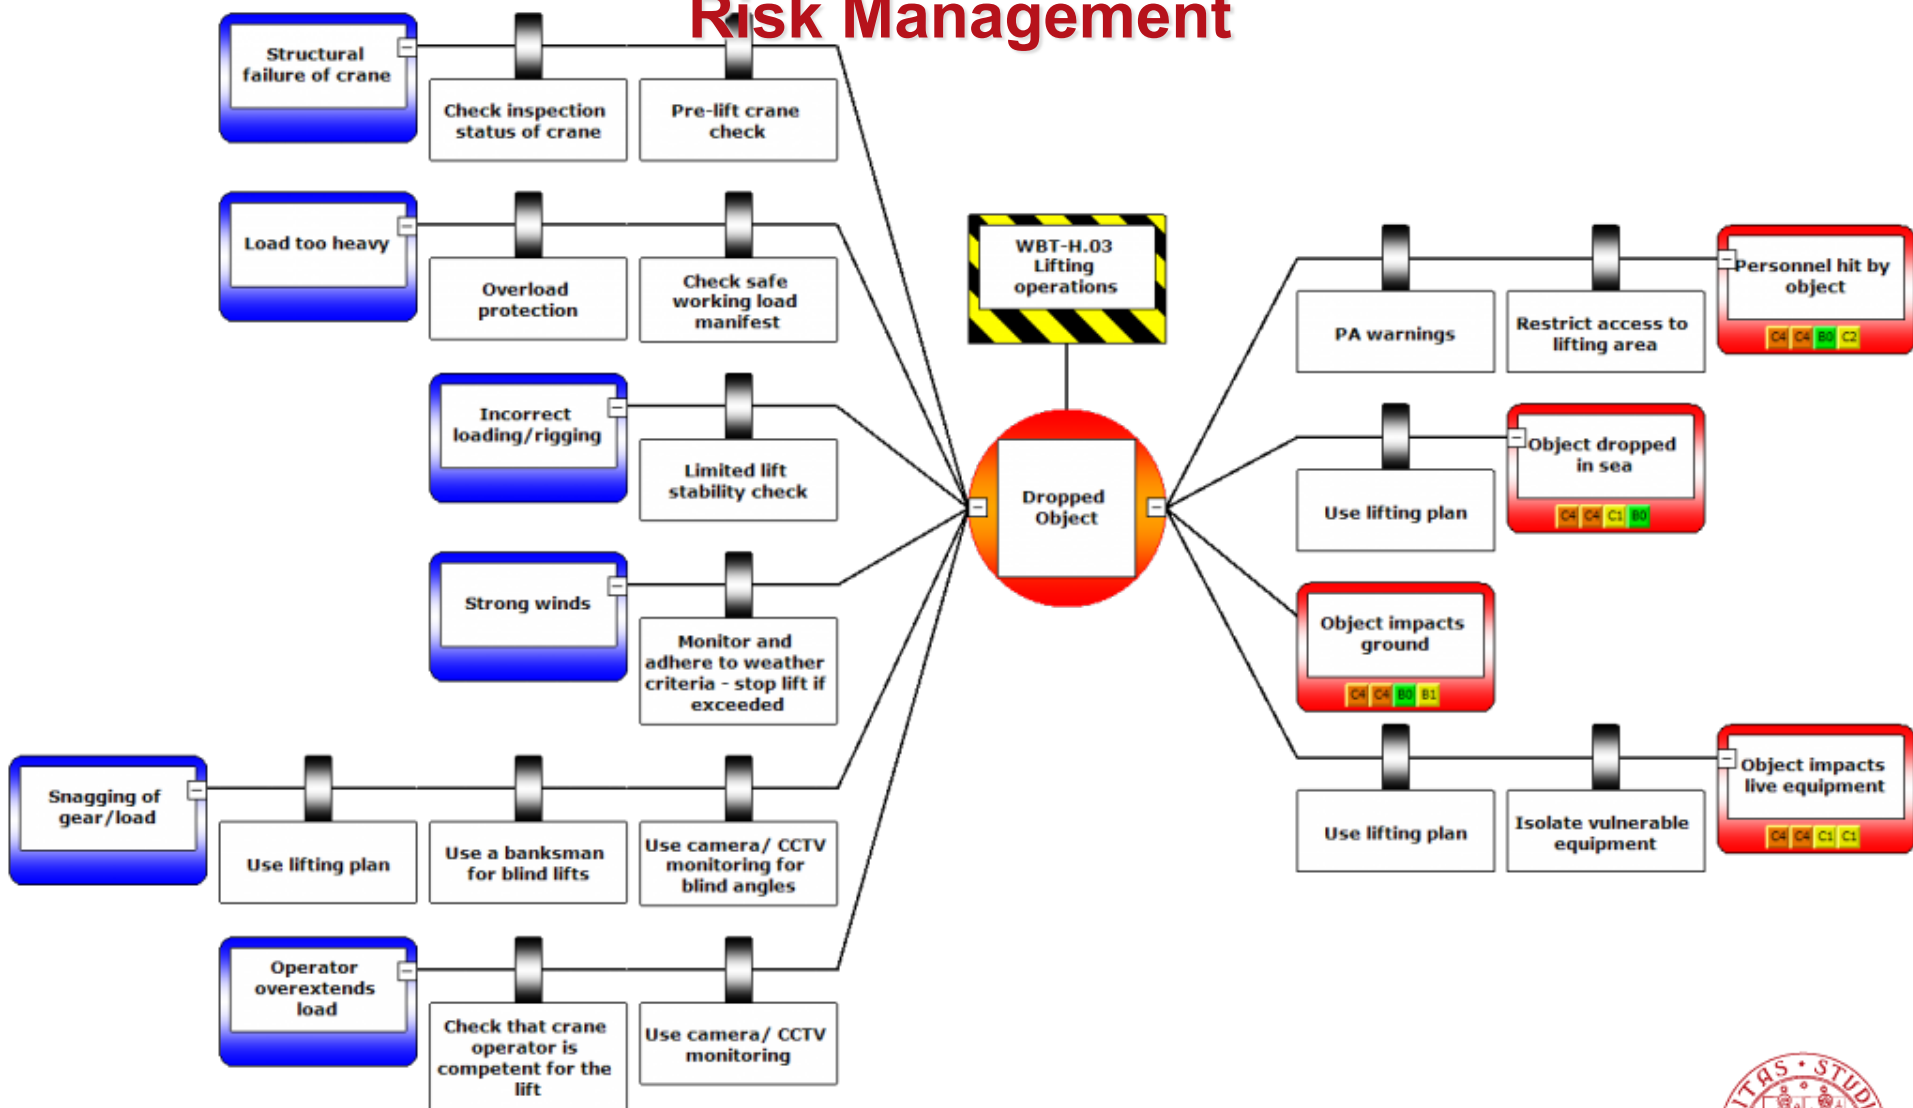 Risk Management
Structural
failure of crane
Check inspection
status of crane
Pre-lift crane
check
Load too heavy
Overload
protection
Check safe
working load
manifest
Incorrect
loading/rigging
Limited lift
stability check
Strong winds
Monitor and
adhere to weather
criteria - stop lift if
exceeded
Snagging of
gear/load
Use lifting plan
Use a banksman
for blind lifts
Use camera/ CCTV
monitoring for
blind angles
Operator
overextends
load
Check that crane
operator is
competent for the
lift
Use camera/ CCTV
monitoring
WBT-H.03
Lifting
operations
Dropped
Object
PA warnings
Restrict access to
lifting area
Personnel hit by
object
C4 C4 B0 C2
Use lifting plan
Object dropped
in sea
C4 C4 C1 B0
Object impacts
ground
C4 C4 B0 B1
Use lifting plan
Isolate vulnerable
equipment
Object impacts
live equipment
C4 C4 C1 C1